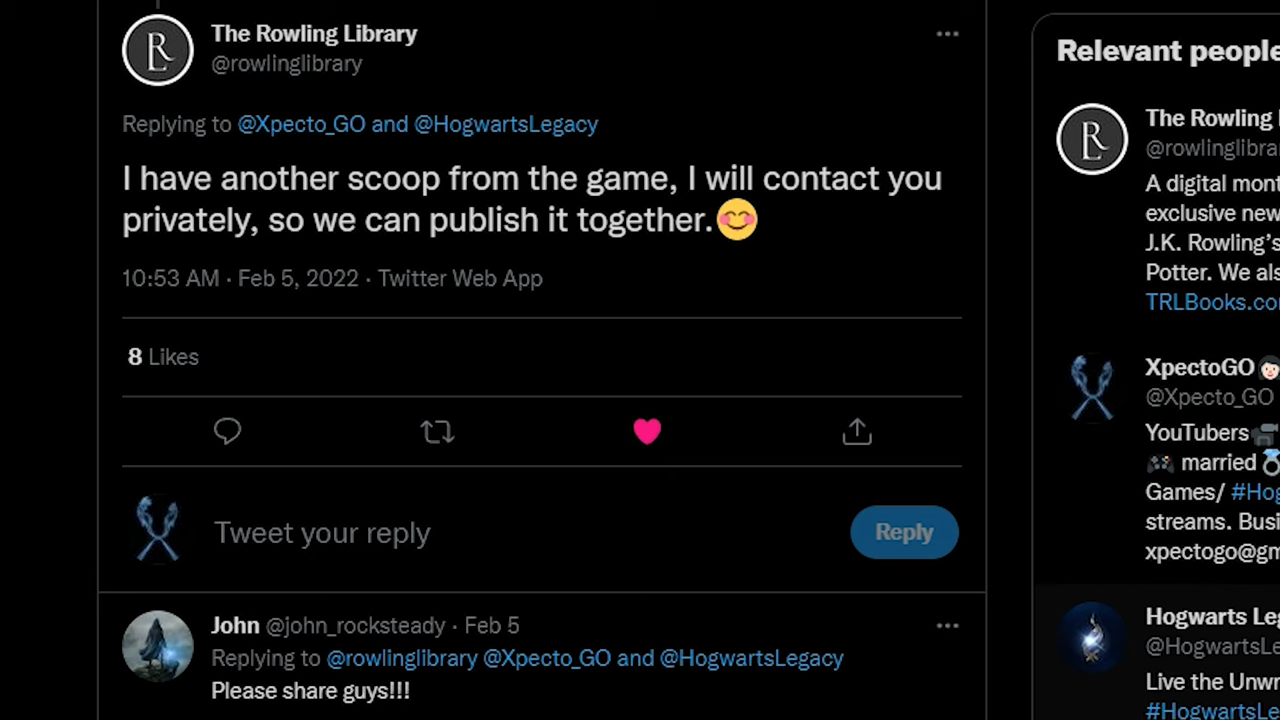 The Rowling Library
@rowlinglibrary
Replying to @Xpecto_GO and @HogwartsLegacy
I have another scoop from the game, I will contact you
privately, so we can publish it together.😊
10:53 AM · Feb 5, 2022 · Twitter Web App
8 Likes
Tweet your reply
Reply
John @john_rocksteady · Feb 5
Replying to @rowlinglibrary @Xpecto_GO and @HogwartsLegacy
Please share guys!!!
Relevant people
The Rowling
@rowlinglibra
A digital mont
exclusive new
J.K. Rowling's
Potter. We als
TRLBooks.co
XpectoGO
@Xpecto_GO
YouTubers
married
Games/ #Hog
streams. Busi
xpectogo@gm
Hogwarts Leg
@HogwartsLe
Live the Unwr
#HogwartsLe